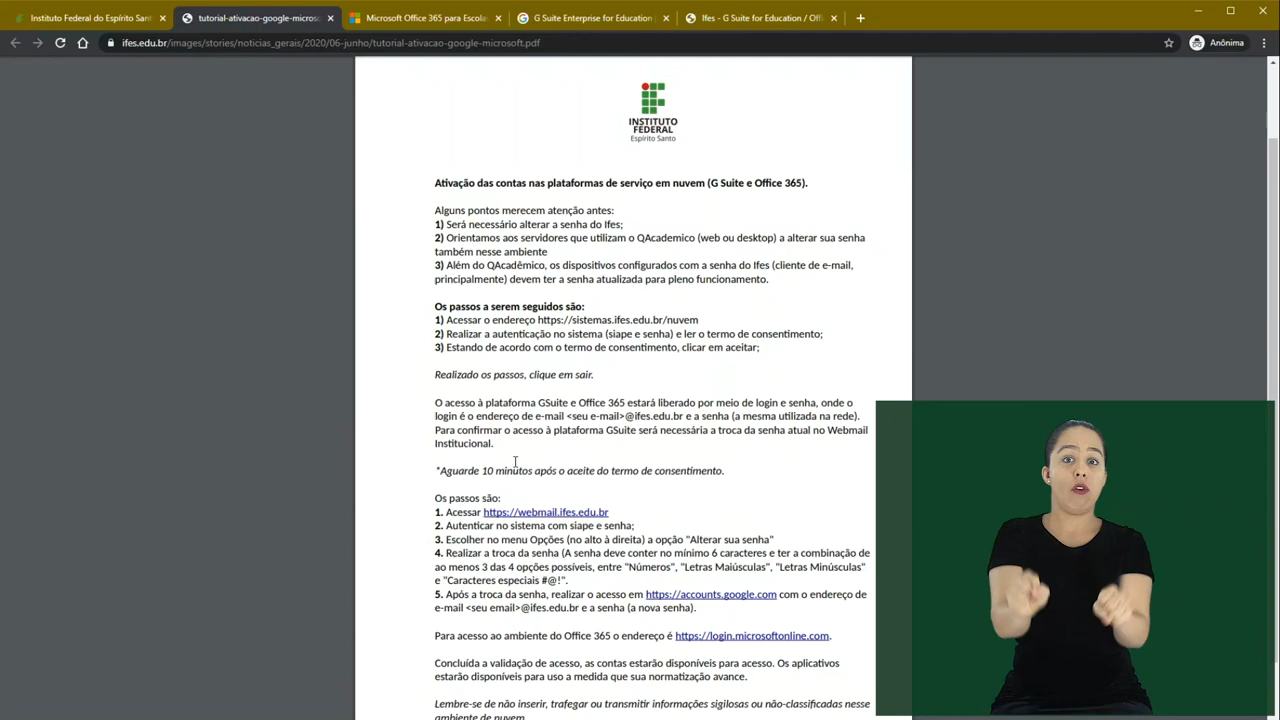 Instituto Federal do Espírito Sant
tutorial-ativacao-google-microso
Microsoft Office 365 para Escola
G Suite Enterprise for Education
Ifes - G Suite for Education / Offi
ifes.edu.br/images/stories/noticias_gerais/2020/06-junho/tutorial-ativacao-google-microsoft.pdf
Anônima
INSTITUTO
FEDERAL
Espírito Santo
Ativação das contas nas plataformas de serviço em nuvem (G Suite e Office 365).
Alguns pontos merecem atenção antes:
1) Será necessário alterar a senha do Ifes;
2) Orientamos aos servidores que utilizam o QAcademico (web ou desktop) a alterar sua senha
também nesse ambiente
3) Além do QAcadêmico, os dispositivos configurados com a senha do Ifes (cliente de e-mail,
principalmente) devem ter a senha atualizada para pleno funcionamento.
Os passos a serem seguidos são:
1) Acessar o endereço https://sistemas.ifes.edu.br/nuvem
2) Realizar a autenticação no sistema (siape e senha) e ler o termo de consentimento;
3) Estando de acordo com o termo de consentimento, clicar em aceitar;
Realizado os passos, clique em sair.
O acesso à plataforma GSuite e Office 365 estará liberado por meio de login e senha, onde o
login é o endereço de e-mail <seu e-mail>@ifes.edu.br e a senha (a mesma utilizada na rede).
Para confirmar o acesso à plataforma GSuite será necessária a troca da senha atual no Webmail
Institucional.
*Aguarde 10 minutos após o aceite do termo de consentimento.
Os passos são:
1. Acessar https://webmail.ifes.edu.br
2. Autenticar no sistema com siape e senha;
3. Escolher no menu Opções (no alto à direita) a opção "Alterar sua senha"
4. Realizar a troca da senha (A senha deve conter no mínimo 6 caracteres e ter a combinação de
ao menos 3 das 4 opções possíveis, entre "Números", "Letras Maiúsculas", "Letras Minúsculas"
e "Caracteres especiais #@!".
5. Após a troca da senha, realizar o acesso em https://accounts.google.com com o endereço de
e-mail <seu email>@ifes.edu.br e a senha (a nova senha).
Para acesso ao ambiente do Office 365 o endereço é https://login.microsoftonline.com.
Concluída a validação de acesso, as contas estarão disponíveis para acesso. Os aplicativos
estarão disponíveis para uso a medida que sua normatização avance.
Lembre-se de não inserir, trafegar ou transmitir informações sigilosas ou não-classificadas nesse
ambiente de nuvem